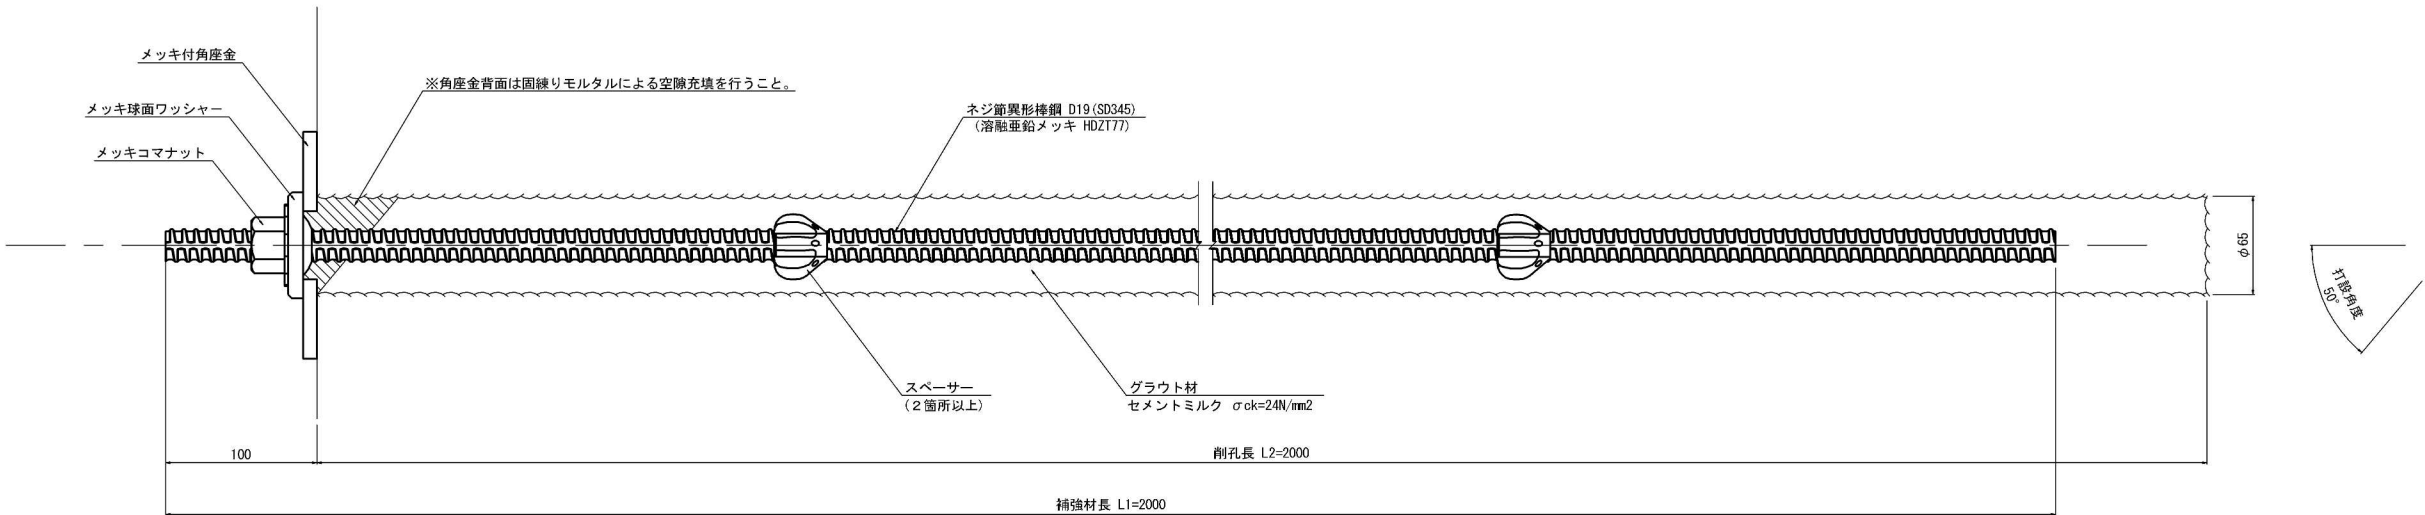 メッキ付角座金
※角座金背面は固練りモルタルによる空隙充填を行うこと。
メッキ球面ワッシャー
ネジ節異形棒鋼 D19(SD345)
(溶融亜鉛メッキ HDZT77)
メッキコマナット
φ65
打設角度
50°
スペーサー
(2箇所以上)
グラウト材
セメントミルク σck=24N/mm2
100
削孔長 L2=2000
補強材長 L1=2000